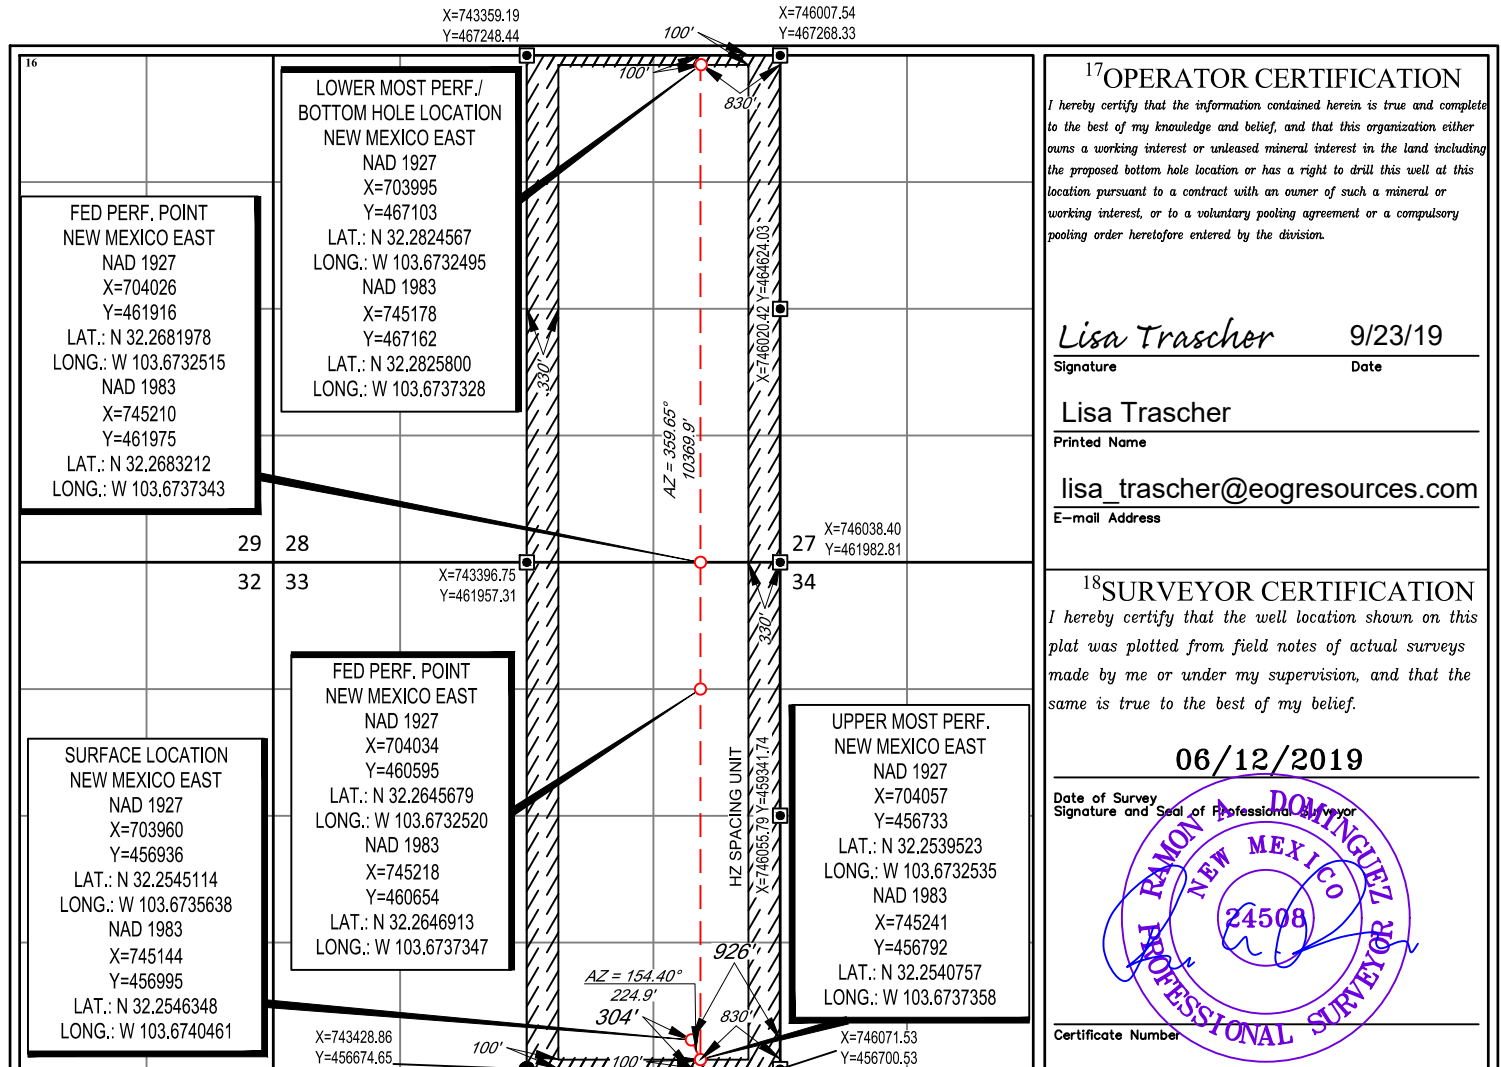 X=743359.19
Y=467248.44
X=746007.54
Y=467268.33
100'
16
100'
830'
LOWER MOST PERF./
BOTTOM HOLE LOCATION
NEW MEXICO EAST
NAD 1927
X=703995
Y=467103
LAT.: N 32.2824567
LONG.: W 103.6732495
NAD 1983
X=745178
Y=467162
LAT.: N 32.2825800
LONG.: W 103.6737328
FED PERF. POINT
NEW MEXICO EAST
NAD 1927
X=704026
Y=461916
LAT.: N 32.2681978
LONG.: W 103.6732515
NAD 1983
X=745210
Y=461975
LAT.: N 32.2683212
LONG.: W 103.6737343
330'
X=746020.42 Y=464624.03
AZ = 359.65°
10369.9'
29 28
32 33
27
34
X=746038.40
Y=461982.81
X=743396.75
Y=461957.31
330'
FED PERF. POINT
NEW MEXICO EAST
NAD 1927
X=704034
Y=460595
LAT.: N 32.2645679
LONG.: W 103.6732520
NAD 1983
X=745218
Y=460654
LAT.: N 32.2646913
LONG.: W 103.6737347
SURFACE LOCATION
NEW MEXICO EAST
NAD 1927
X=703960
Y=456936
LAT.: N 32.2545114
LONG.: W 103.6735638
NAD 1983
X=745144
Y=456995
LAT.: N 32.2546348
LONG.: W 103.6740461
HZ SPACING UNIT
X=746055.79 Y=459341.74
UPPER MOST PERF.
NEW MEXICO EAST
NAD 1927
X=704057
Y=456733
LAT.: N 32.2539523
LONG.: W 103.6732535
NAD 1983
X=745241
Y=456792
LAT.: N 32.2540757
LONG.: W 103.6737358
926'
AZ = 154.40°
224.9'
304'
830'
X=743428.86
Y=456674.65
100'
100'
X=746071.53
Y=456700.53
17 OPERATOR CERTIFICATION
I hereby certify that the information contained herein is true and complete
to the best of my knowledge and belief, and that this organization either
owns a working interest or unleased mineral interest in the land including
the proposed bottom hole location or has a right to drill this well at this
location pursuant to a contract with an owner of such a mineral or
working interest, or to a voluntary pooling agreement or a compulsory
pooling order heretofore entered by the division.
Lisa Trascher 9/23/19
Signature Date
Lisa Trascher
Printed Name
lisa_trascher@eogresources.com
E-mail Address
18 SURVEYOR CERTIFICATION
I hereby certify that the well location shown on this
plat was plotted from field notes of actual surveys
made by me or under my supervision, and that the
same is true to the best of my belief.
06/12/2019
Date of Survey
Signature and Seal of Professional Surveyor
RAMON A. DOMINGUEZ
NEW MEXICO
24508
PROFESSIONAL SURVEYOR
Certificate Number